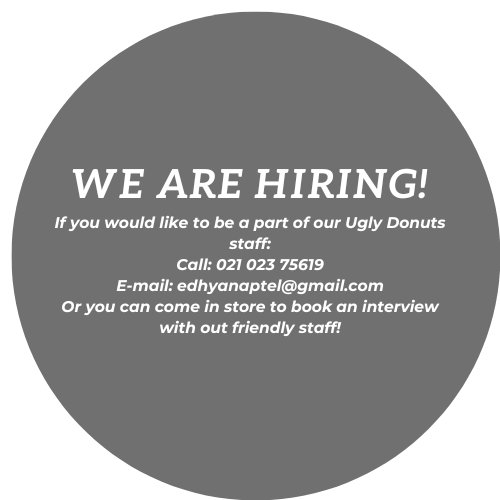 WE ARE HIRING!
If you would like to be a part of our Ugly Donuts
staff:
Call: 021 023 75619
E-mail: edhyanaptel@gmail.com
Or you can come in store to book an interview
with out friendly staff!